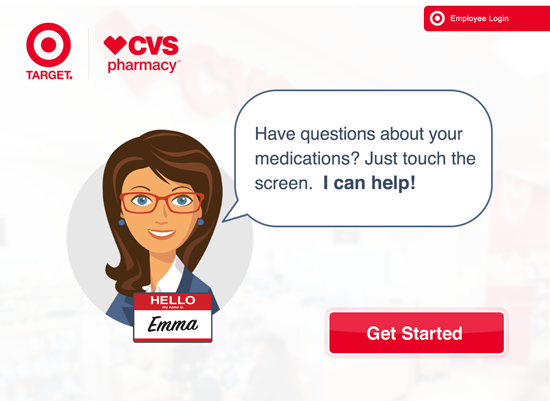 Employee Login
TARGET.
CVS
pharmacy™
Have questions about your
medications? Just touch the
screen. I can help!
HELLO
my name is
Emma
Get Started